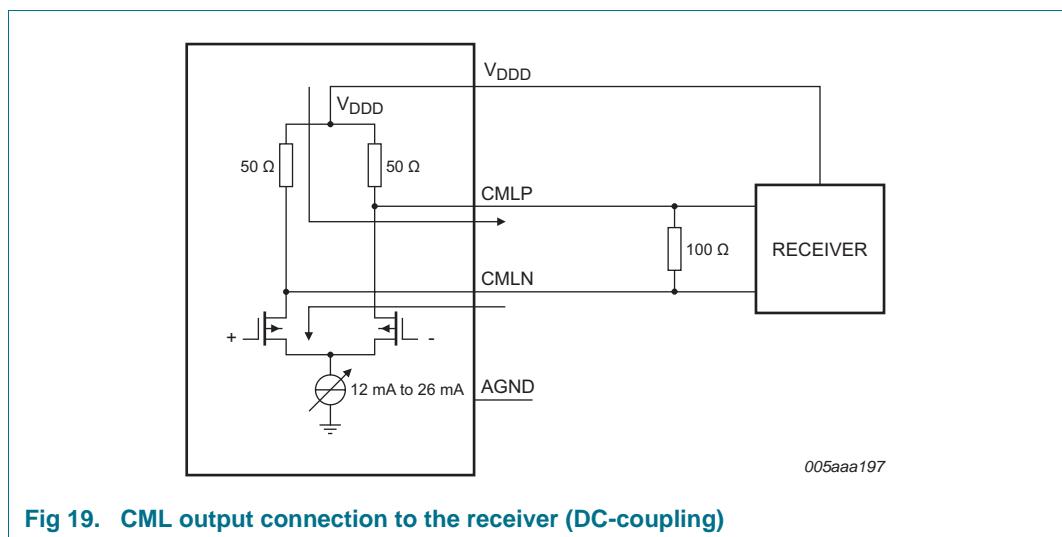 VDDD
VDDD
50 Ω
50 Ω
CMLP
100 Ω
RECEIVER
CMLN
+
-
12 mA to 26 mA
AGND
005aaa197
Fig 19. CML output connection to the receiver (DC-coupling)